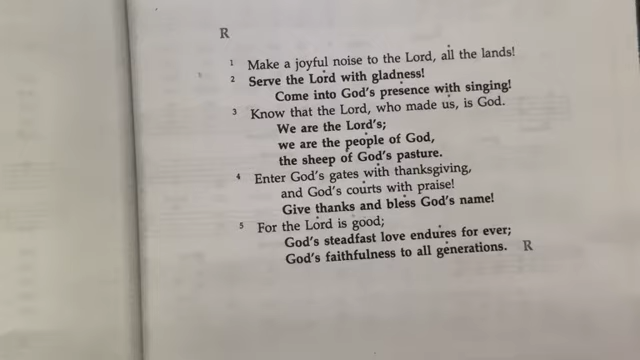 R
1 Make a joyful noise to the Lord, all the lands!
2 Serve the Lord with gladness!
Come into God's presence with singing!
3 Know that the Lord, who made us, is God.
We are the Lord's;
we are the people of God,
the sheep of God's pasture.
4 Enter God's gates with thanksgiving,
and God's courts with praise!
Give thanks and bless God's name!
5 For the Lord is good;
God's steadfast love endures for ever;
God's faithfulness to all generations. R